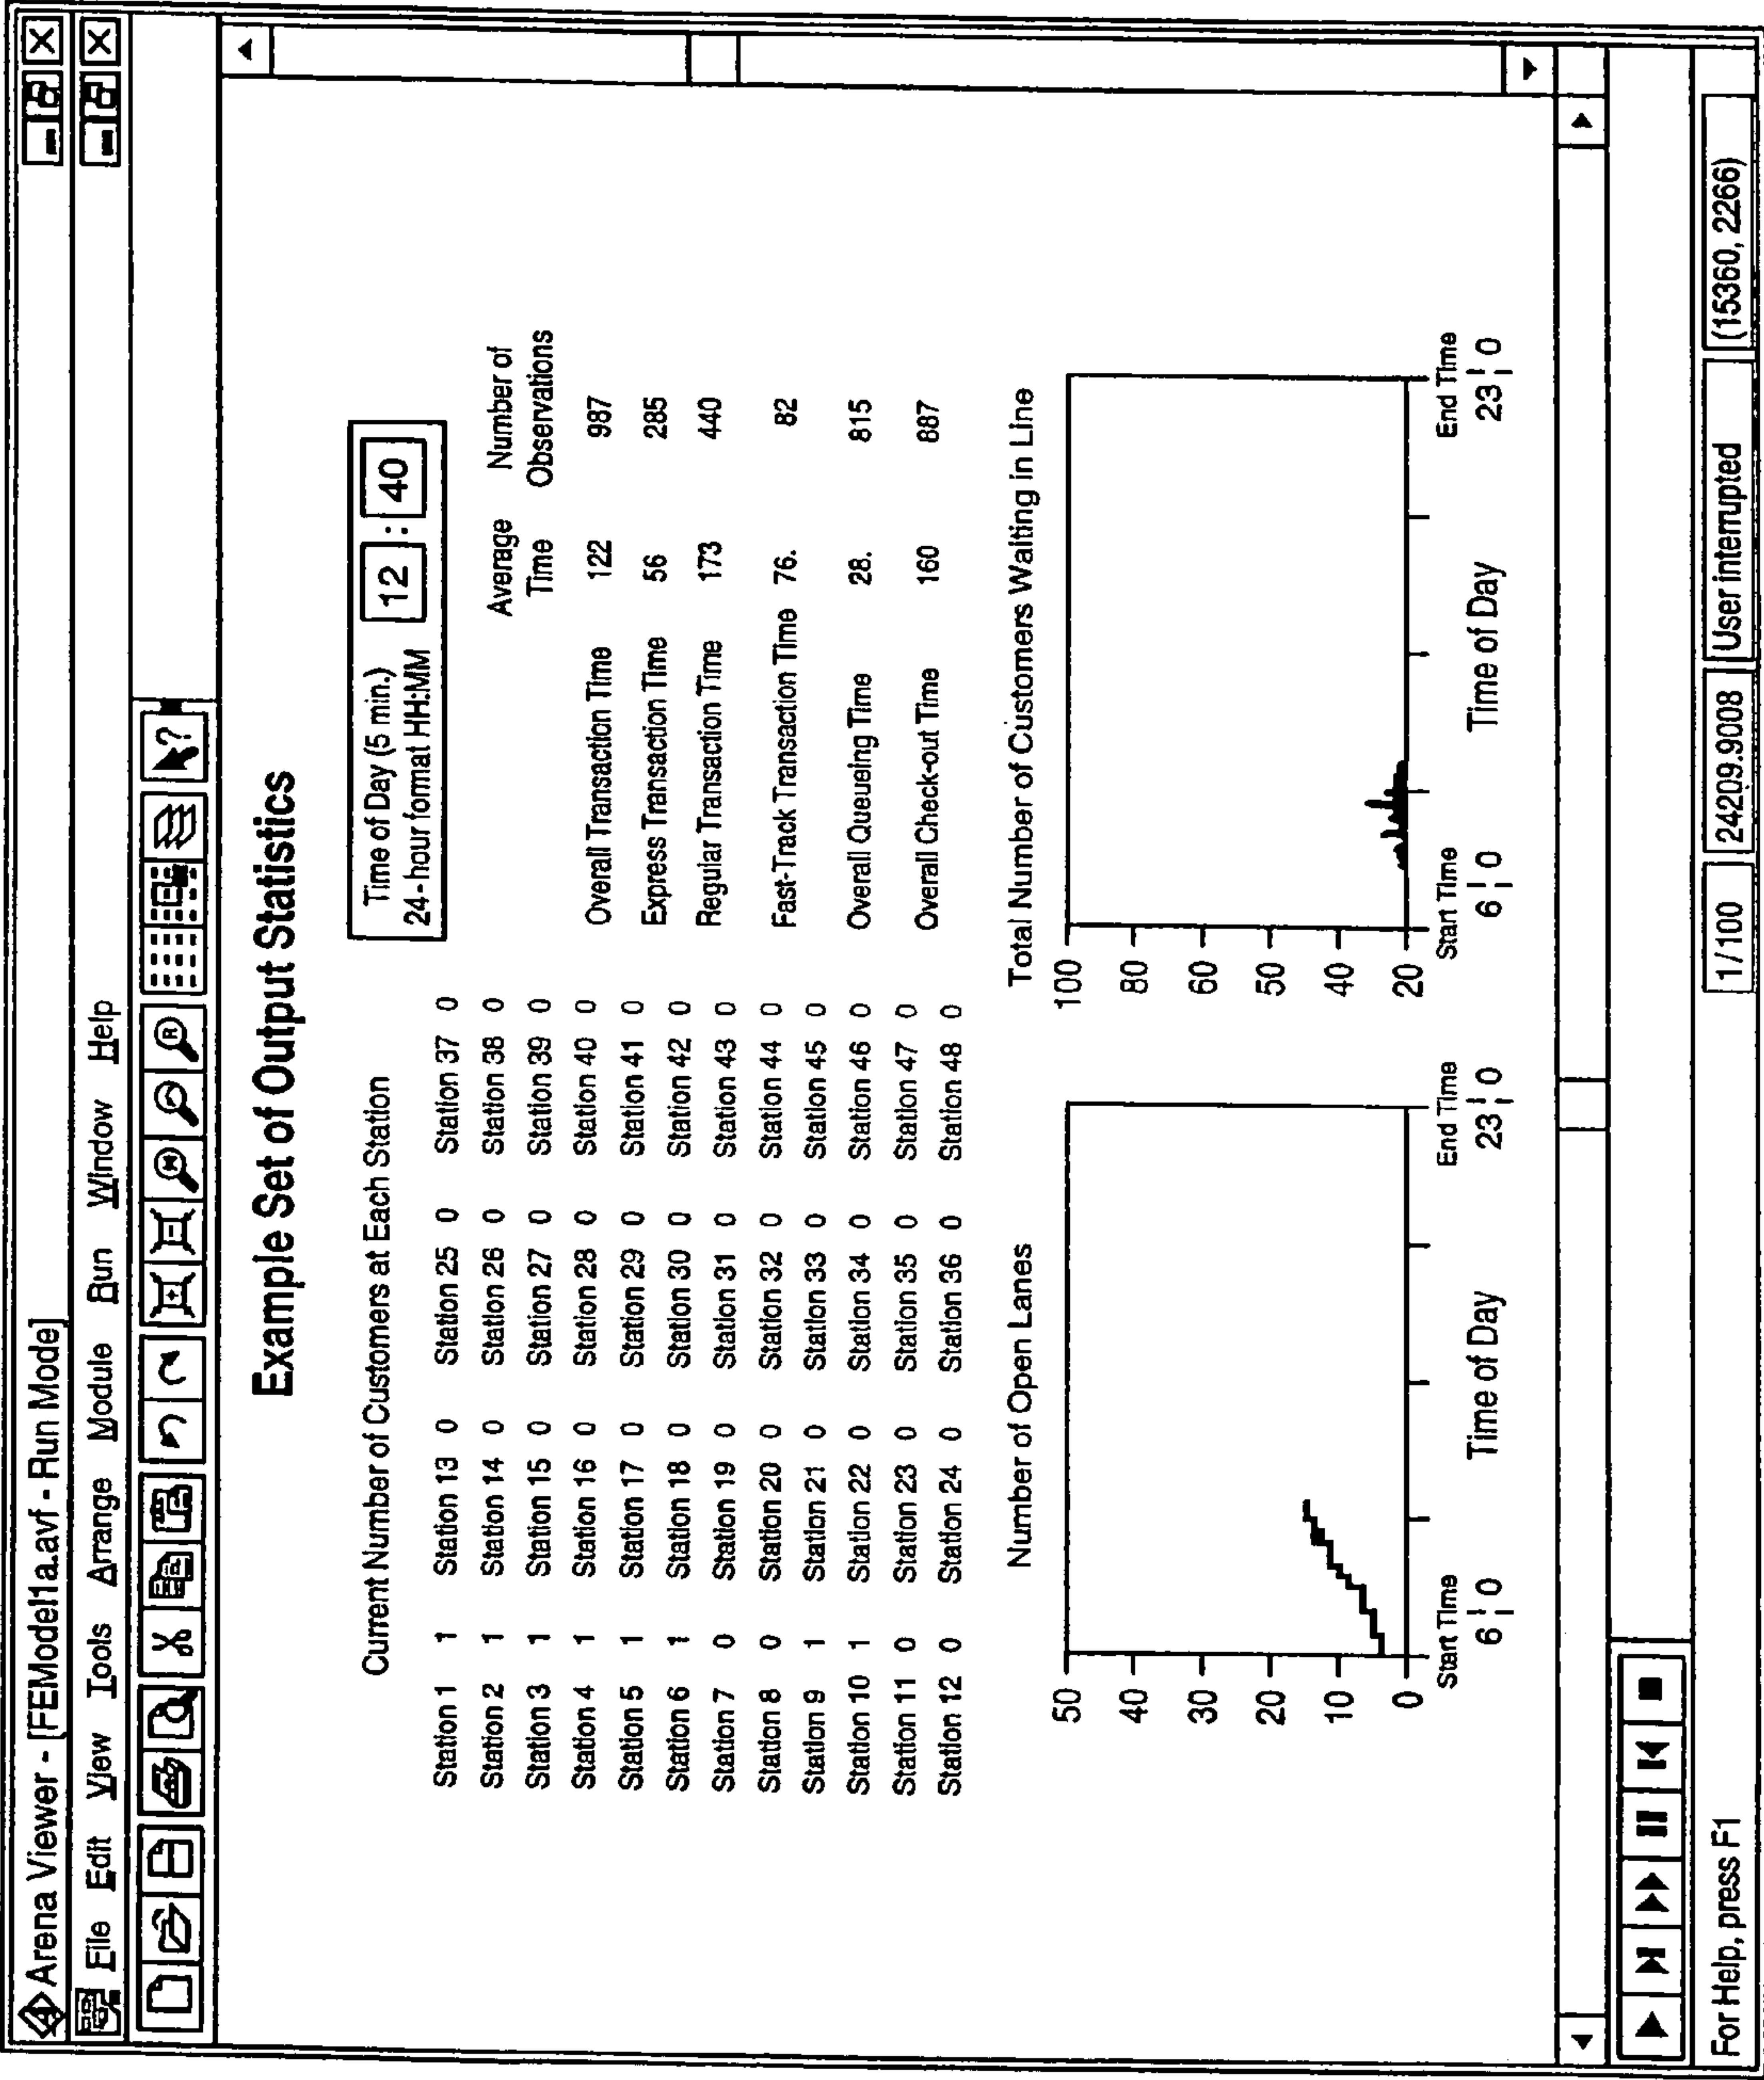 Arena Viewer - [FEModel1a.avf - Run Mode]
File Edit View Tools Arrange Module Run Window Help
Example Set of Output Statistics
Current Number of Customers at Each Station
Station 1 1 Station 13 0 Station 25 0 Station 37 0
Station 2 1 Station 14 0 Station 26 0 Station 38 0
Station 3 1 Station 15 0 Station 27 0 Station 39 0
Station 4 1 Station 16 0 Station 28 0 Station 40 0
Station 5 1 Station 17 0 Station 29 0 Station 41 0
Station 6 1 Station 18 0 Station 30 0 Station 42 0
Station 7 0 Station 19 0 Station 31 0 Station 43 0
Station 8 0 Station 20 0 Station 32 0 Station 44 0
Station 9 1 Station 21 0 Station 33 0 Station 45 0
Station 10 1 Station 22 0 Station 34 0 Station 46 0
Station 11 0 Station 23 0 Station 35 0 Station 47 0
Station 12 0 Station 24 0 Station 36 0 Station 48 0
Time of Day (5 min.)
24-hour format HH:MM
12 : 40
Average Time Number of Observations
Overall Transaction Time 122 987
Express Transaction Time 56 285
Regular Transaction Time 173 440
Fast-Track Transaction Time 76. 82
Overall Queueing Time 28. 815
Overall Check-out Time 160 887
Number of Open Lanes
50
40
30
20
10
0
Start Time
6 ¦ 0
Time of Day
End Time
23 ¦ 0
Total Number of Customers Waiting in Line
100
80
60
50
40
20
Start Time
6 ¦ 0
Time of Day
End Time
23 ¦ 0
For Help, press F1
1/100
24209.9008
User interrupted
(15360, 2266)